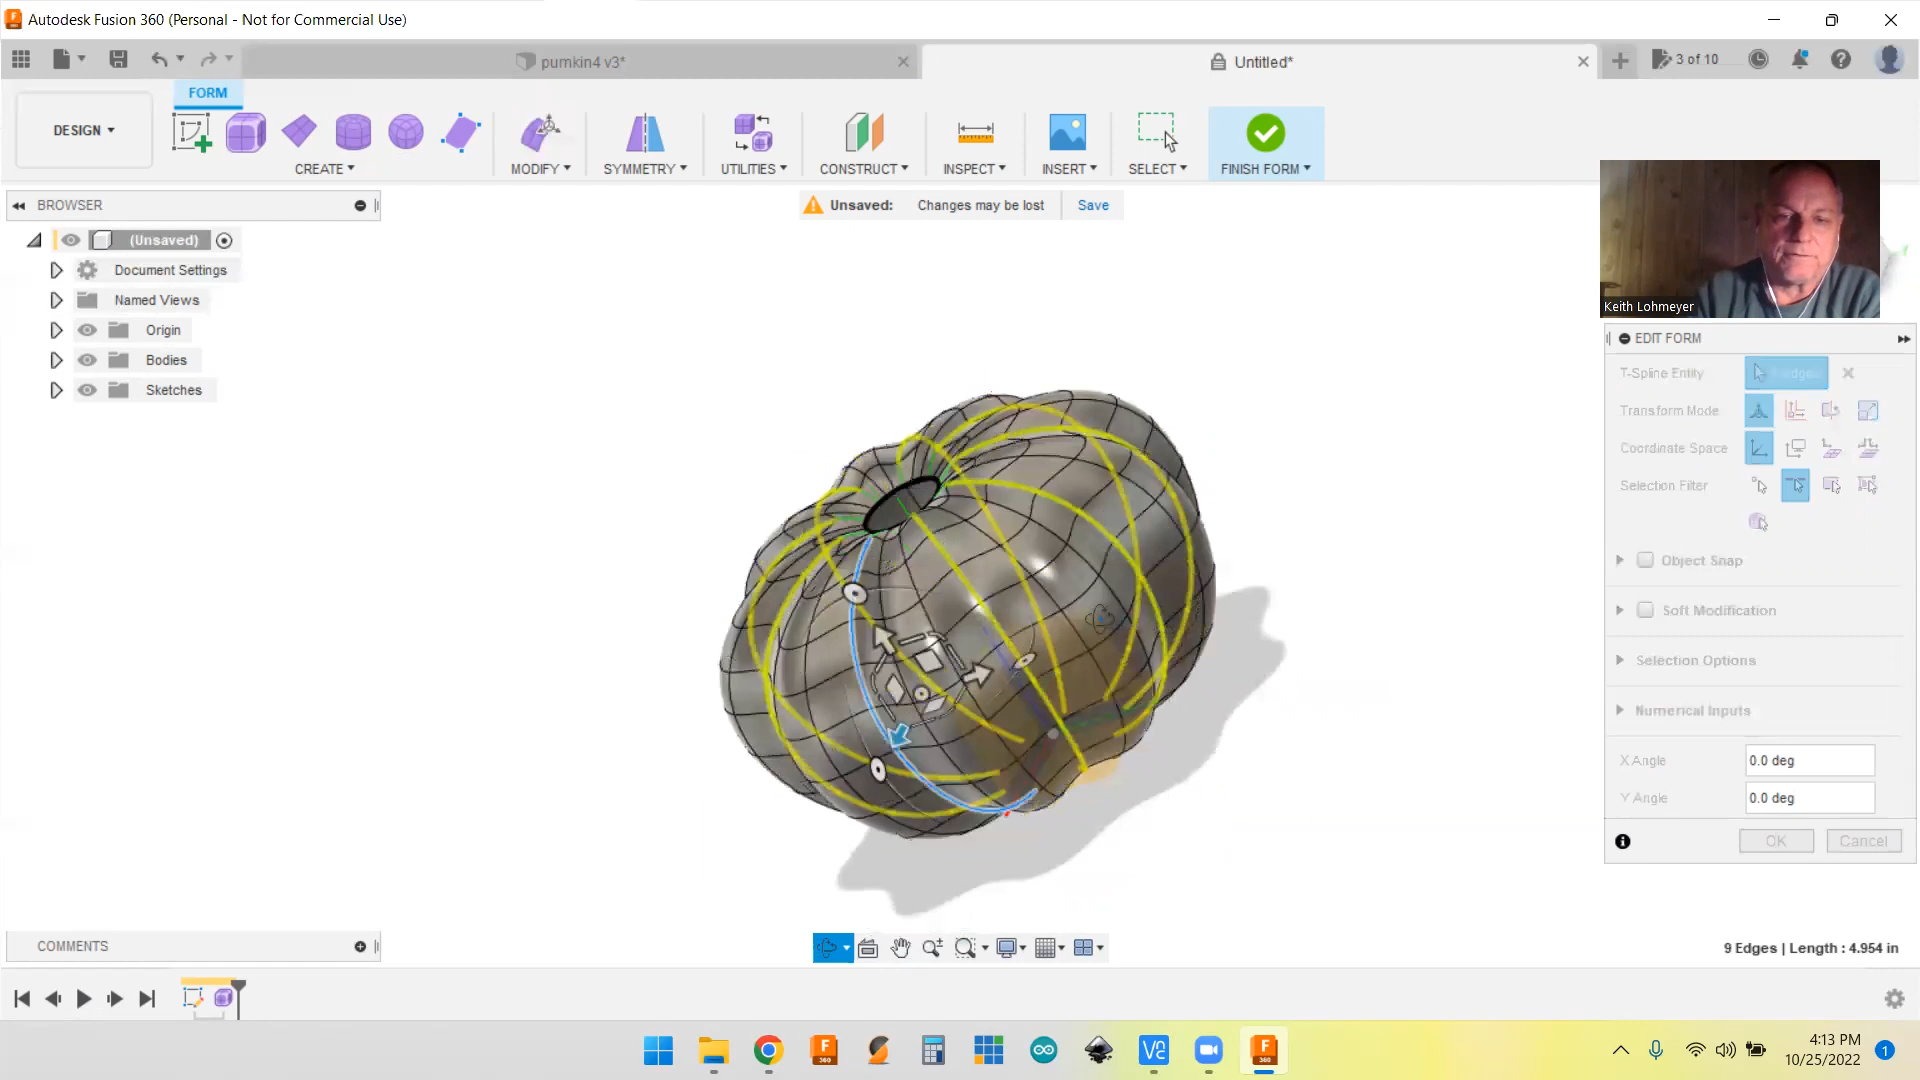 Autodesk Fusion 360 (Personal - Not for Commercial Use)
pumkin4 v3*
Untitled*
3 of 10
FORM
DESIGN
CREATE
MODIFY
SYMMETRY
UTILITIES
CONSTRUCT
INSPECT
INSERT
SELECT
FINISH FORM
BROWSER
Unsaved: Changes may be lost Save
(Unsaved)
Document Settings
Named Views
Origin
Bodies
Sketches
Keith Lohmeyer
EDIT FORM
T-Spline Entity
Transform Mode
Coordinate Space
Selection Filter
Object Snap
Soft Modification
Selection Options
Numerical Inputs
X Angle 0.0 deg
Y Angle 0.0 deg
OK Cancel
COMMENTS
9 Edges | Length : 4.954 in
F 360
VC
F 360
4:13 PM
10/25/2022
1